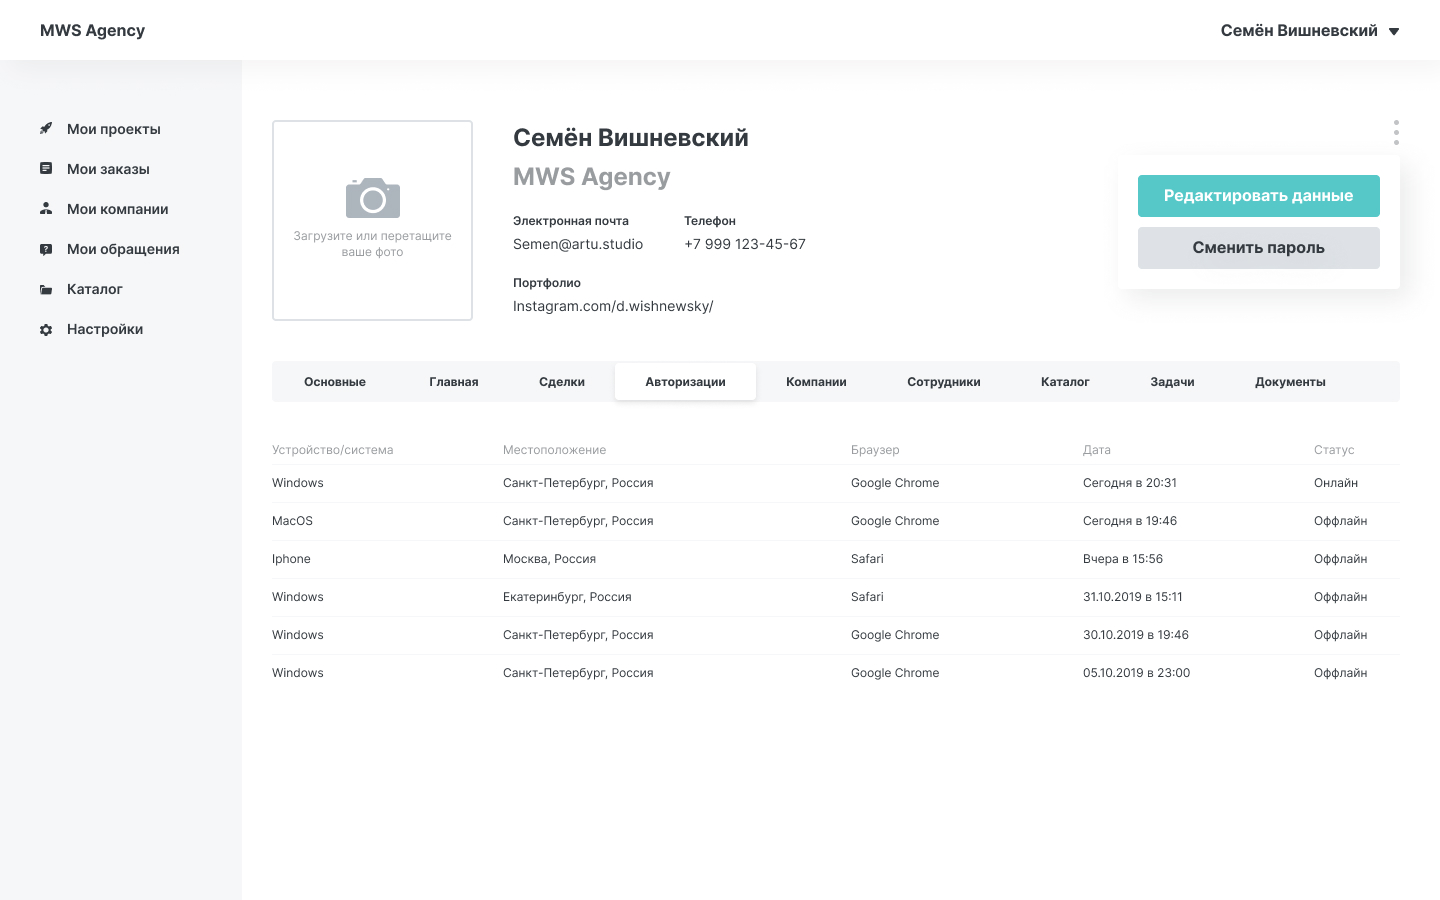 MWS Agency
Семён Вишневский
Мои проекты
Мои заказы
Мои компании
Мои обращения
Каталог
Настройки
Загрузите или перетащите
ваше фото
Семён Вишневский
MWS Agency
Электронная почта Телефон
Semen@artu.studio +7 999 123-45-67
Портфолио
Instagram.com/d.wishnewsky/
Редактировать данные
Сменить пароль
Основные Главная Сделки Авторизации Компании Сотрудники Каталог Задачи Документы
Устройство/система Местоположение Браузер Дата Статус
Windows Санкт-Петербург, Россия Google Chrome Сегодня в 20:31 Онлайн
MacOS Санкт-Петербург, Россия Google Chrome Сегодня в 19:46 Оффлайн
Iphone Москва, Россия Safari Вчера в 15:56 Оффлайн
Windows Екатеринбург, Россия Safari 31.10.2019 в 15:11 Оффлайн
Windows Санкт-Петербург, Россия Google Chrome 30.10.2019 в 19:46 Оффлайн
Windows Санкт-Петербург, Россия Google Chrome 05.10.2019 в 23:00 Оффлайн